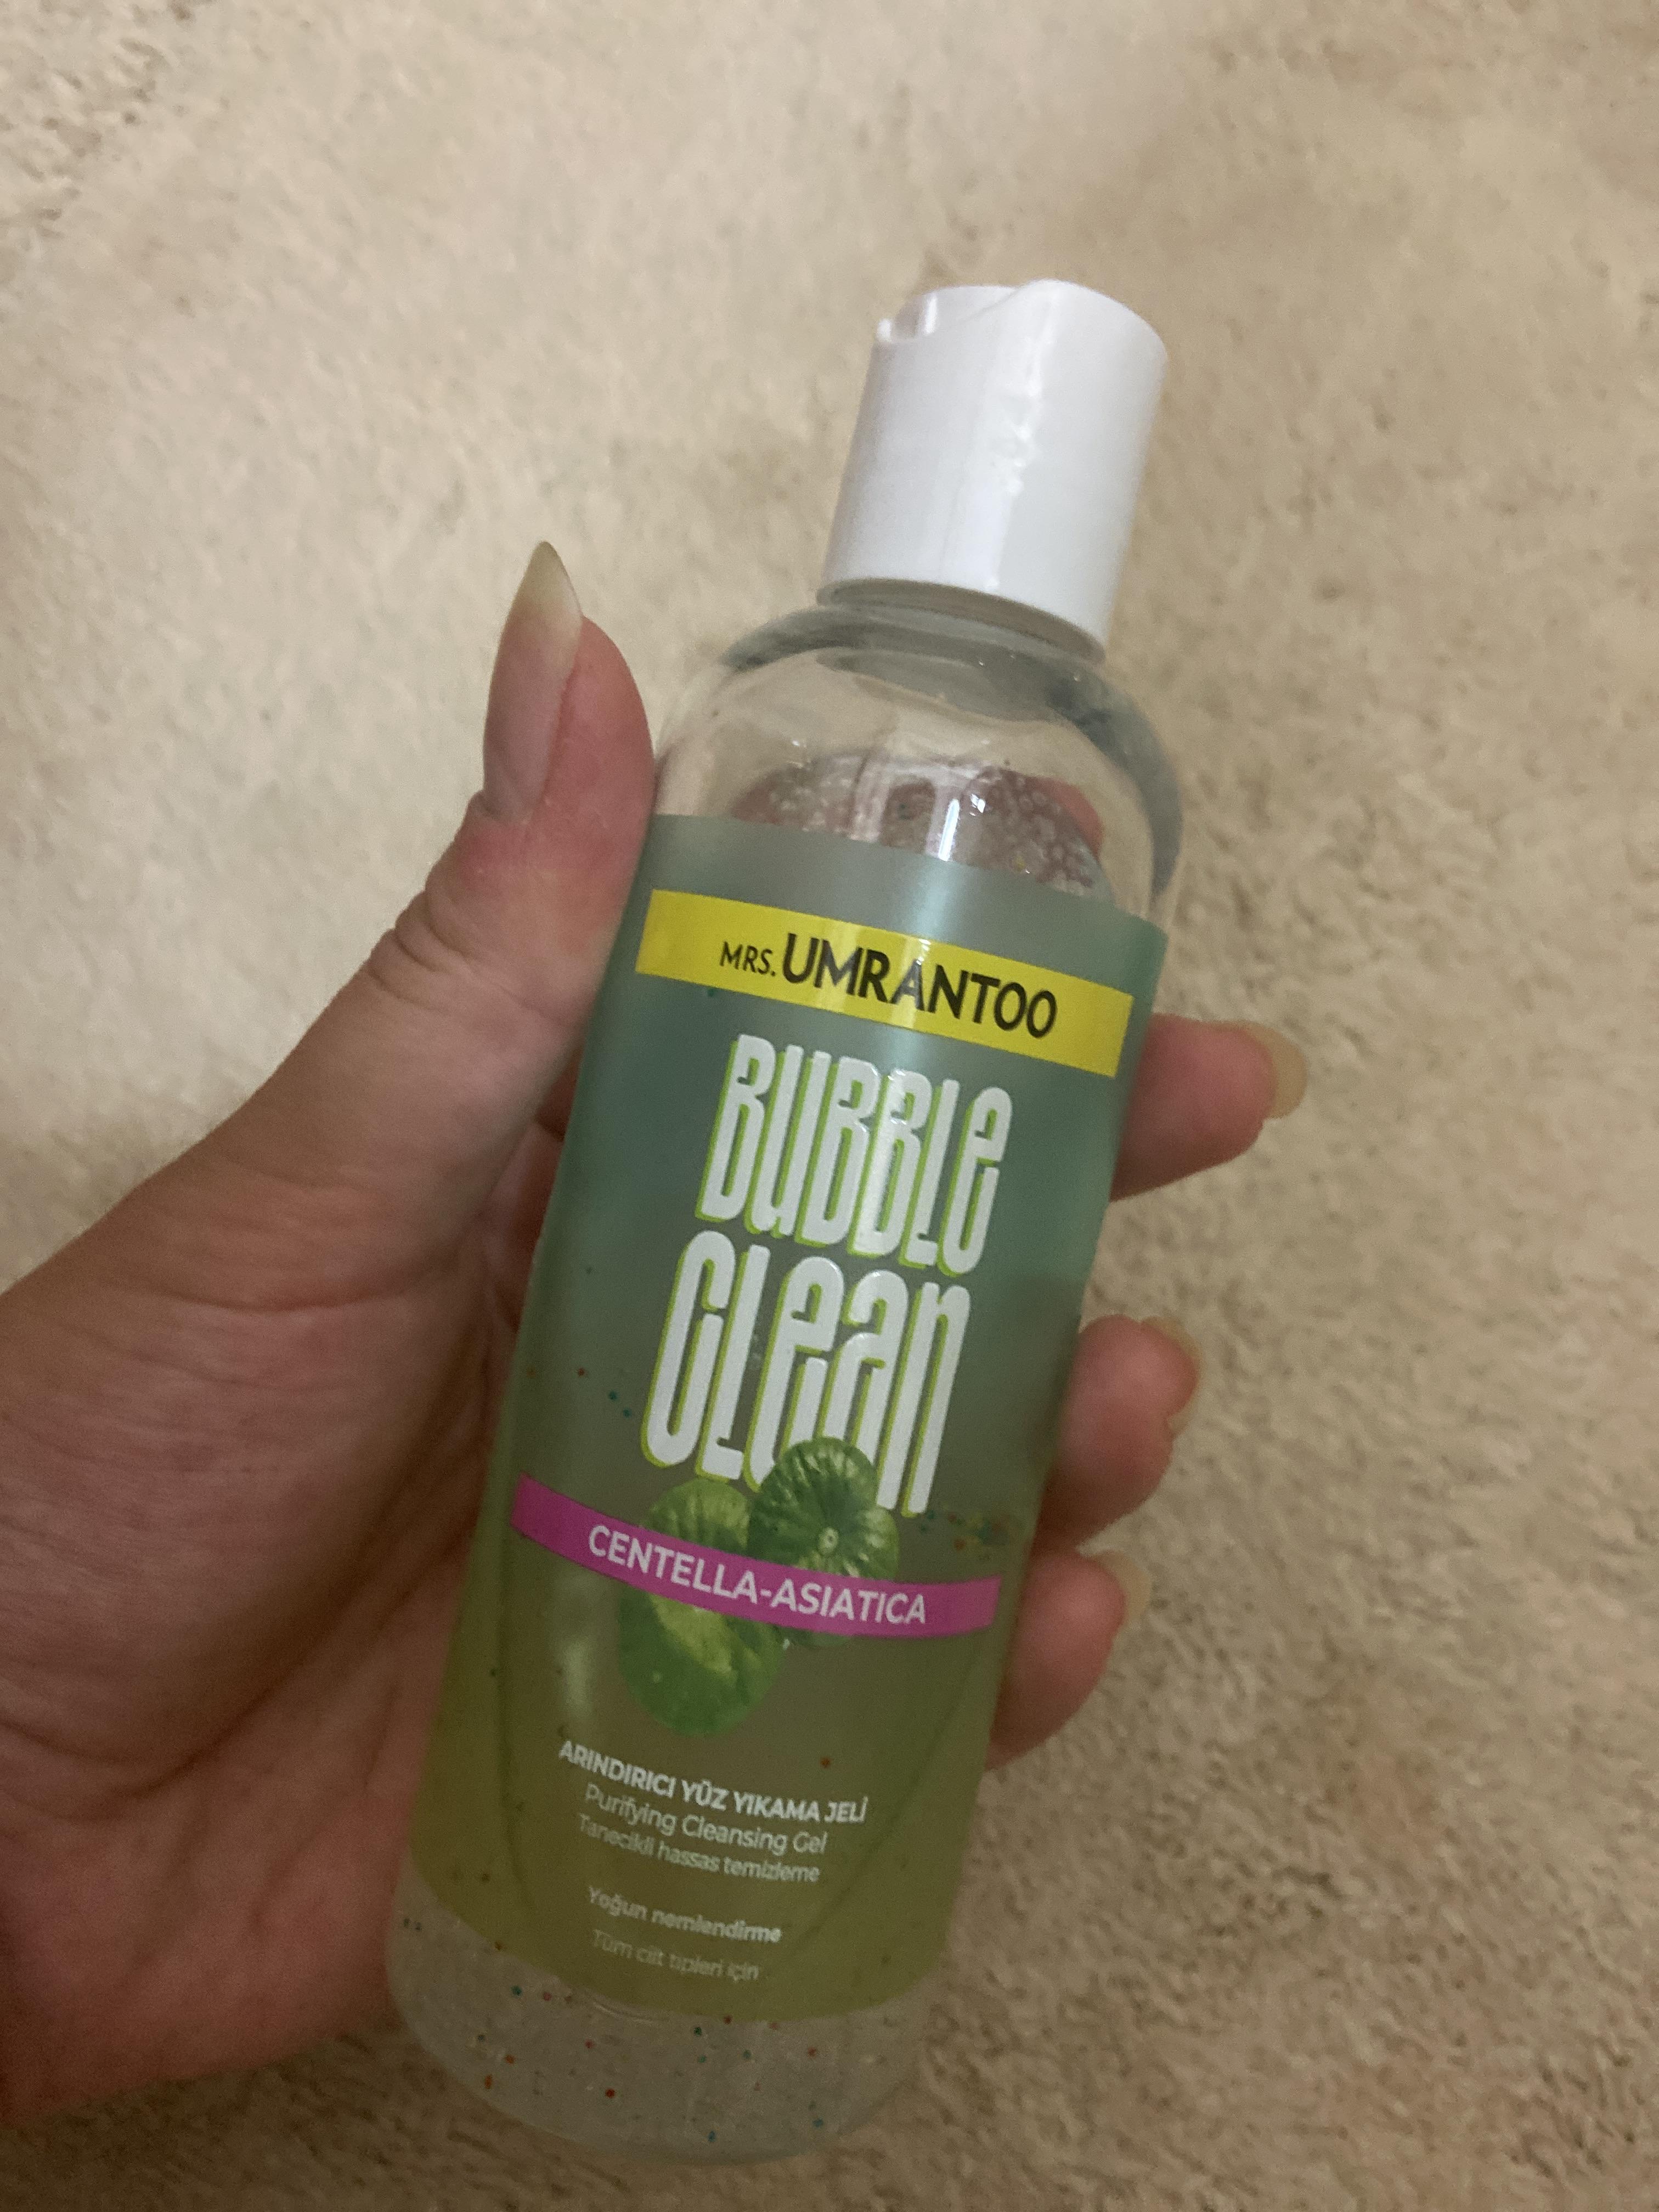 MRS. UMRANTOO
BUBBLe
CLean
CENTELLA-ASIATICA
ARINDIRICI YÜZ YIKAMA JELİ
Purifying Cleansing Gel
Tanecikli hassas temizleme
Yoğun nemlendirme
Tüm cilt tipleri için